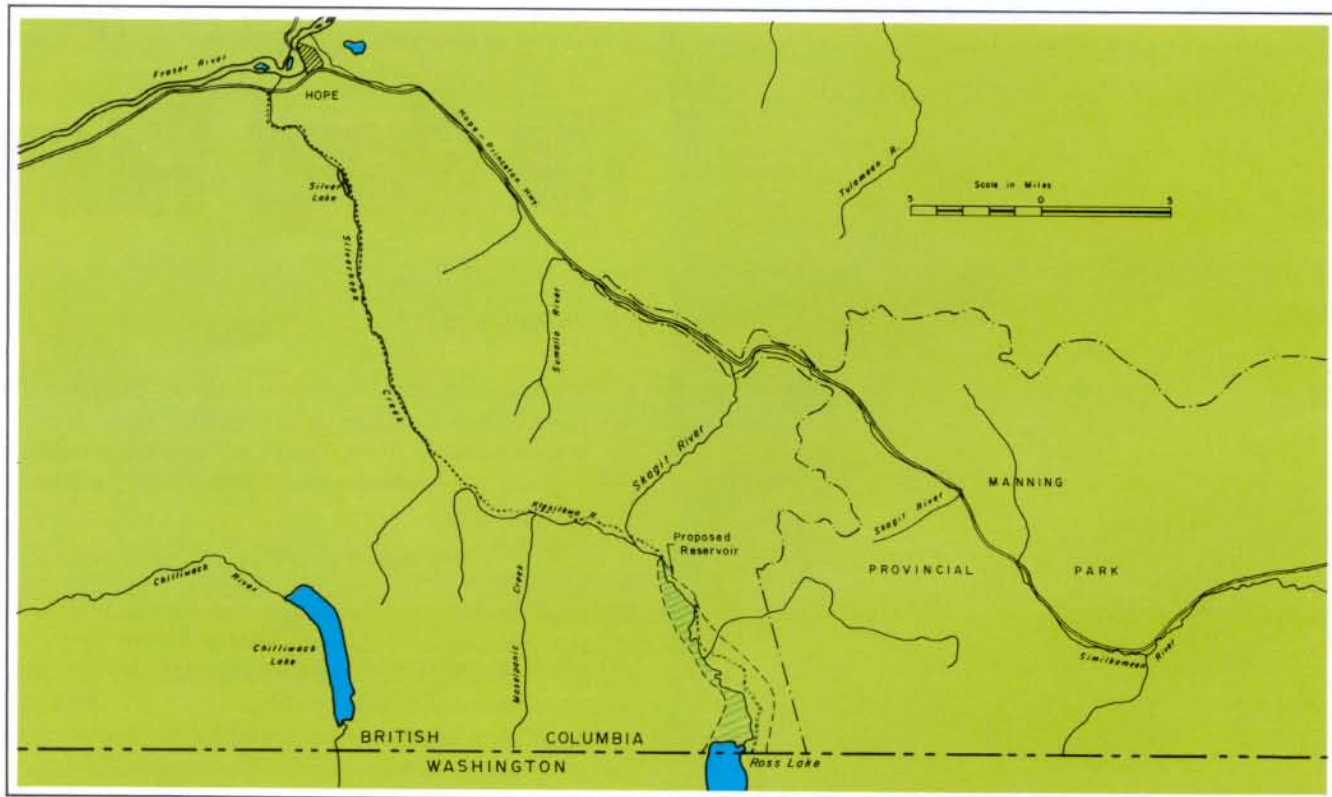 Fraser River
HOPE
Hope - Princeton Hwy.
Tulameen R.
Scale in Miles
5 0 5
Silver
Lake
Silverhope
Creek
Sumallo River
Skagit River
MANNING
Skagit River
Klesilkwa R.
Proposed
Reservoir
PROVINCIAL PARK
Chilliwack
River
Chilliwack
Lake
Maselpanic
Creek
Similkameen
River
BRITISH COLUMBIA
WASHINGTON
Ross Lake